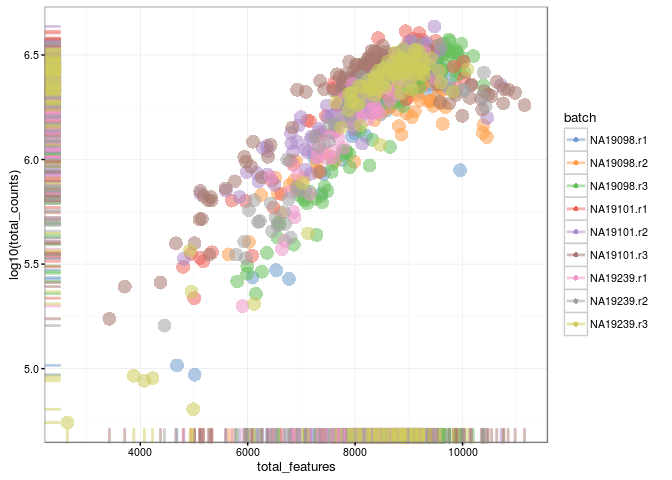 6.5
6.0
5.5
5.0
log10(total_counts)
4000
6000
8000
10000
total_features
batch
NA19098.r1
NA19098.r2
NA19098.r3
NA19101.r1
NA19101.r2
NA19101.r3
NA19239.r1
NA19239.r2
NA19239.r3